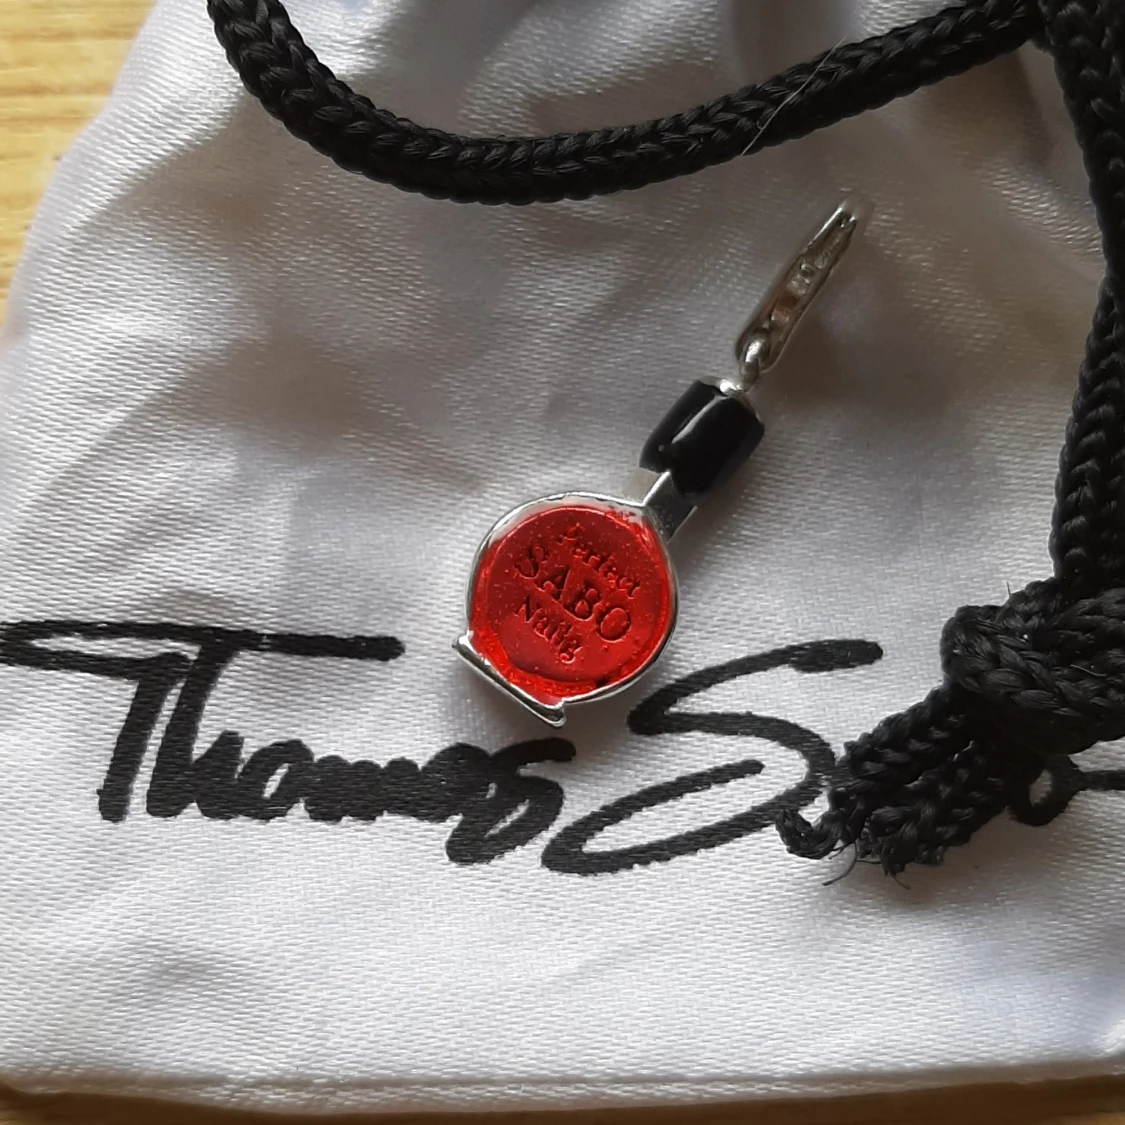 Perfect
SABO
Nails
Thomas S